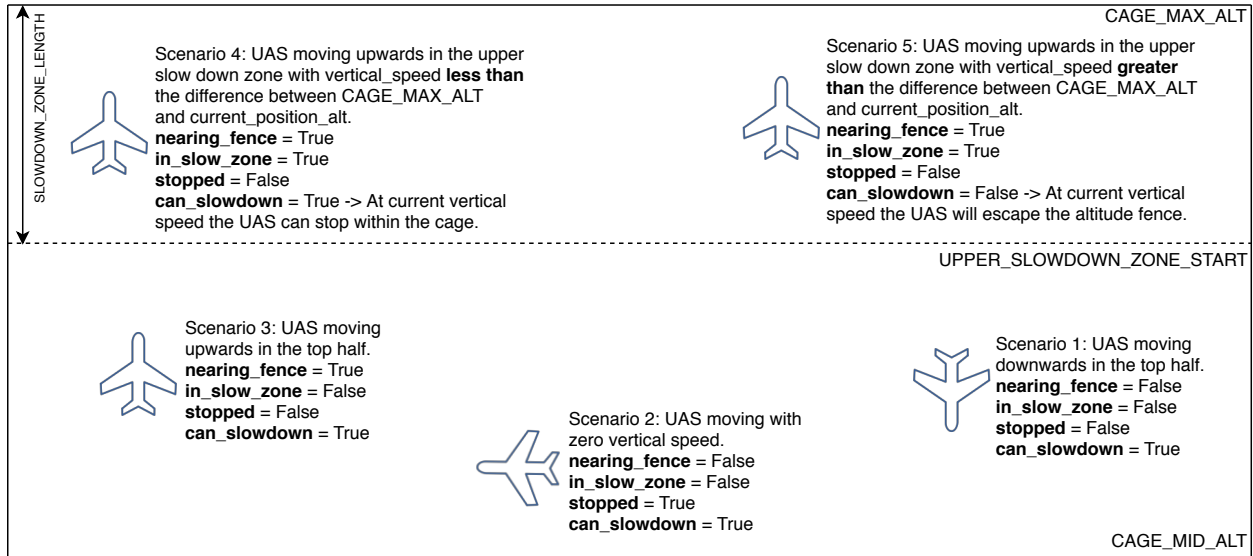 CAGE_MAX_ALT
SLOWDOWN_ZONE_LENGTH
Scenario 4: UAS moving upwards in the upper
slow down zone with vertical_speed less than
the difference between CAGE_MAX_ALT
and current_position_alt.
nearing_fence = True
in_slow_zone = True
stopped = False
can_slowdown = True -> At current vertical
speed the UAS can stop within the cage.
Scenario 5: UAS moving upwards in the upper
slow down zone with vertical_speed greater
than the difference between CAGE_MAX_ALT
and current_position_alt.
nearing_fence = True
in_slow_zone = True
stopped = False
can_slowdown = False -> At current vertical
speed the UAS will escape the altitude fence.
UPPER_SLOWDOWN_ZONE_START
Scenario 3: UAS moving
upwards in the top half.
nearing_fence = True
in_slow_zone = False
stopped = False
can_slowdown = True
Scenario 2: UAS moving with
zero vertical speed.
nearing_fence = False
in_slow_zone = False
stopped = True
can_slowdown = True
Scenario 1: UAS moving
downwards in the top half.
nearing_fence = False
in_slow_zone = False
stopped = False
can_slowdown = True
CAGE_MID_ALT